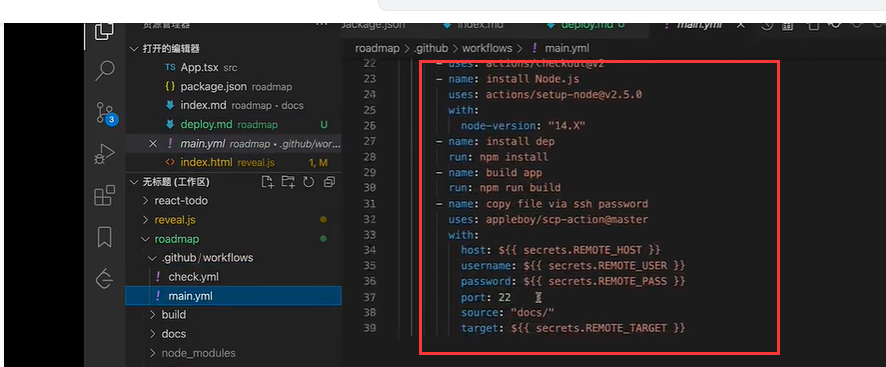 资源管理器
package.json
index.md
deploy.md U
main.yml
打开的编辑器
roadmap > .github > workflows > ! main.yml
TS App.tsx src
{} package.json roadmap
index.md roadmap • docs
deploy.md roadmap U
! main.yml roadmap • .github/wor...
<> index.html reveal.js 1, M
3
无标题 (工作区)
> react-todo
> reveal.js
roadmap
.github/workflows
! check.yml
! main.yml
> build
> docs
> node_modules
22 - uses: actions/checkout@v2
23 - name: install Node.js
24 uses: actions/setup-node@v2.5.0
25 with:
26 node-version: "14.X"
27 - name: install dep
28 run: npm install
29 - name: build app
30 run: npm run build
31 - name: copy file via ssh password
32 uses: appleboy/scp-action@master
33 with:
34 host: ${{ secrets.REMOTE_HOST }}
35 username: ${{ secrets.REMOTE_USER }}
36 password: ${{ secrets.REMOTE_PASS }}
37 port: 22
38 source: "docs/"
39 target: ${{ secrets.REMOTE_TARGET }}